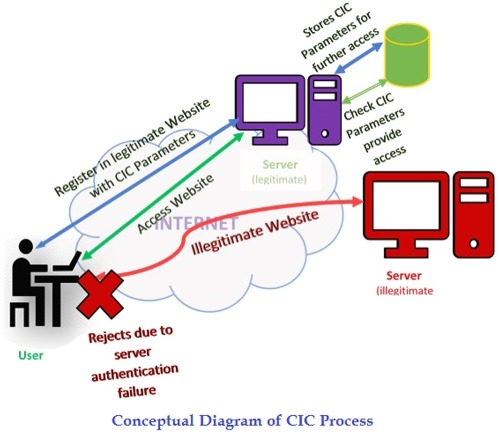 Stores CIC
Parameters for
further access
Register in legitimate Website
with CIC Parameters
Check CIC
Parameters
provide
access
Access Website
Server
(legitimate)
INTERNET
Illegitimate Website
Server
(illegitimate
User
Rejects due to
server
authentication
failure
Conceptual Diagram of CIC Process